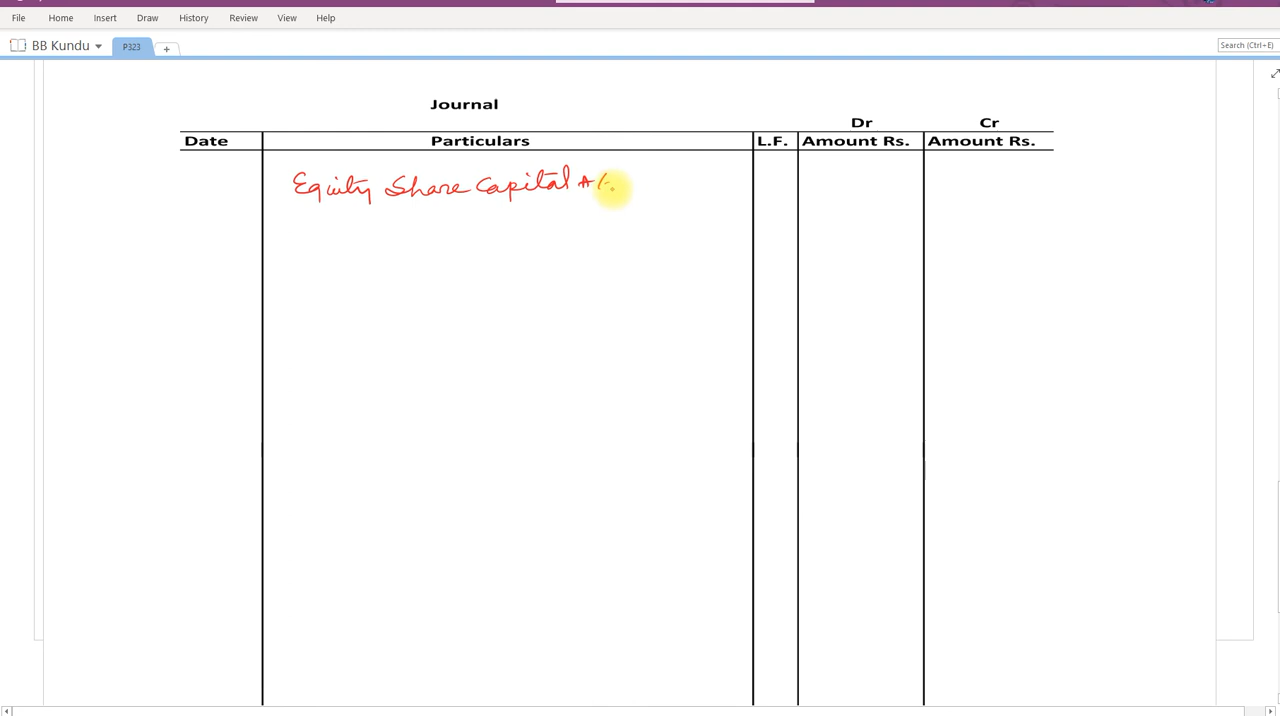 File Home Insert Draw History Review View Help
BB Kundu P323 Search (Ctrl+E)
Journal
Dr Cr
Date Particulars L.F. Amount Rs. Amount Rs.
Equity Share Capital